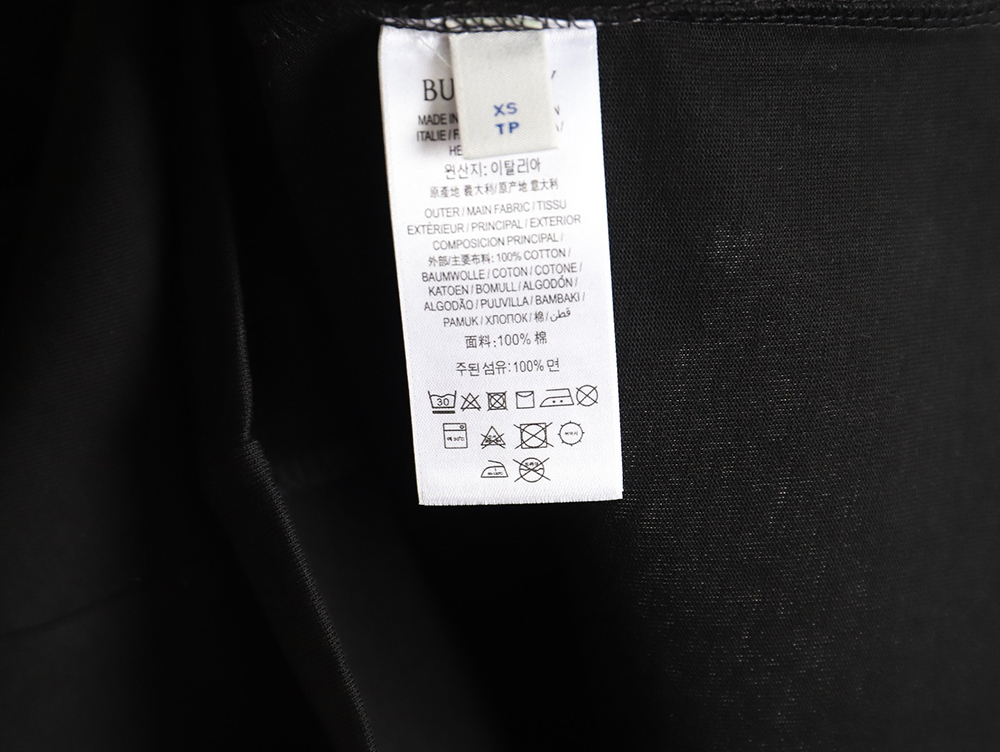 BU Y
XS
TP
MADE IN N
ITALIE / F A/
HE
원산지: 이탈리아
原產地 義大利/原产地 意大利
OUTER / MAIN FABRIC / TISSU
EXTÉRIEUR / PRINCIPAL / EXTERIOR
COMPOSICION PRINCIPAL /
外部/主要布料: 100% COTTON /
BAUMWOLLE / COTON / COTONE /
KATOEN / BOMULL / ALGODÓN /
ALGODÃO / PUUVILLA / BAMBAKI /
PAMUK / ХЛОПОК / 棉 / قطن
面料:100% 棉
주된 섬유:100% 면
30